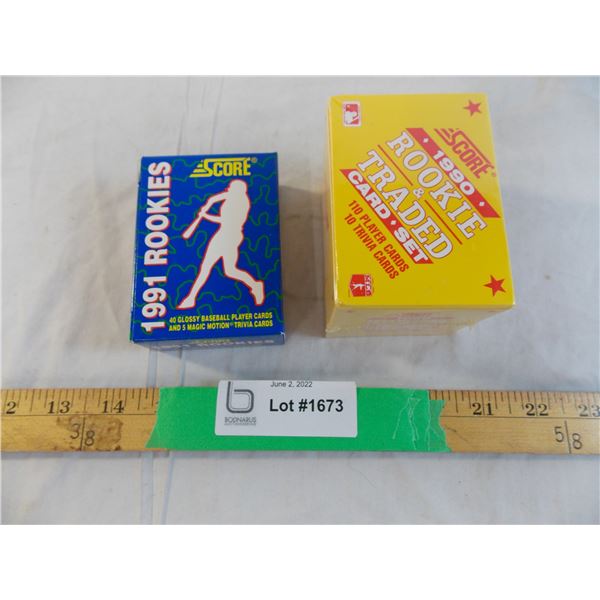 SCORE®
1991 ROOKIES
40 GLOSSY BASEBALL PLAYER CARDS
AND 5 MAGIC MOTION® TRIVIA CARDS
SCORE®
1990
ROOKIE
&
TRADED
CARD SET
110 PLAYER CARDS
10 TRIVIA CARDS
June 2, 2022
b
BODNARUS
Lot #1673
2 13 14 21 22 23
3/8 5/8